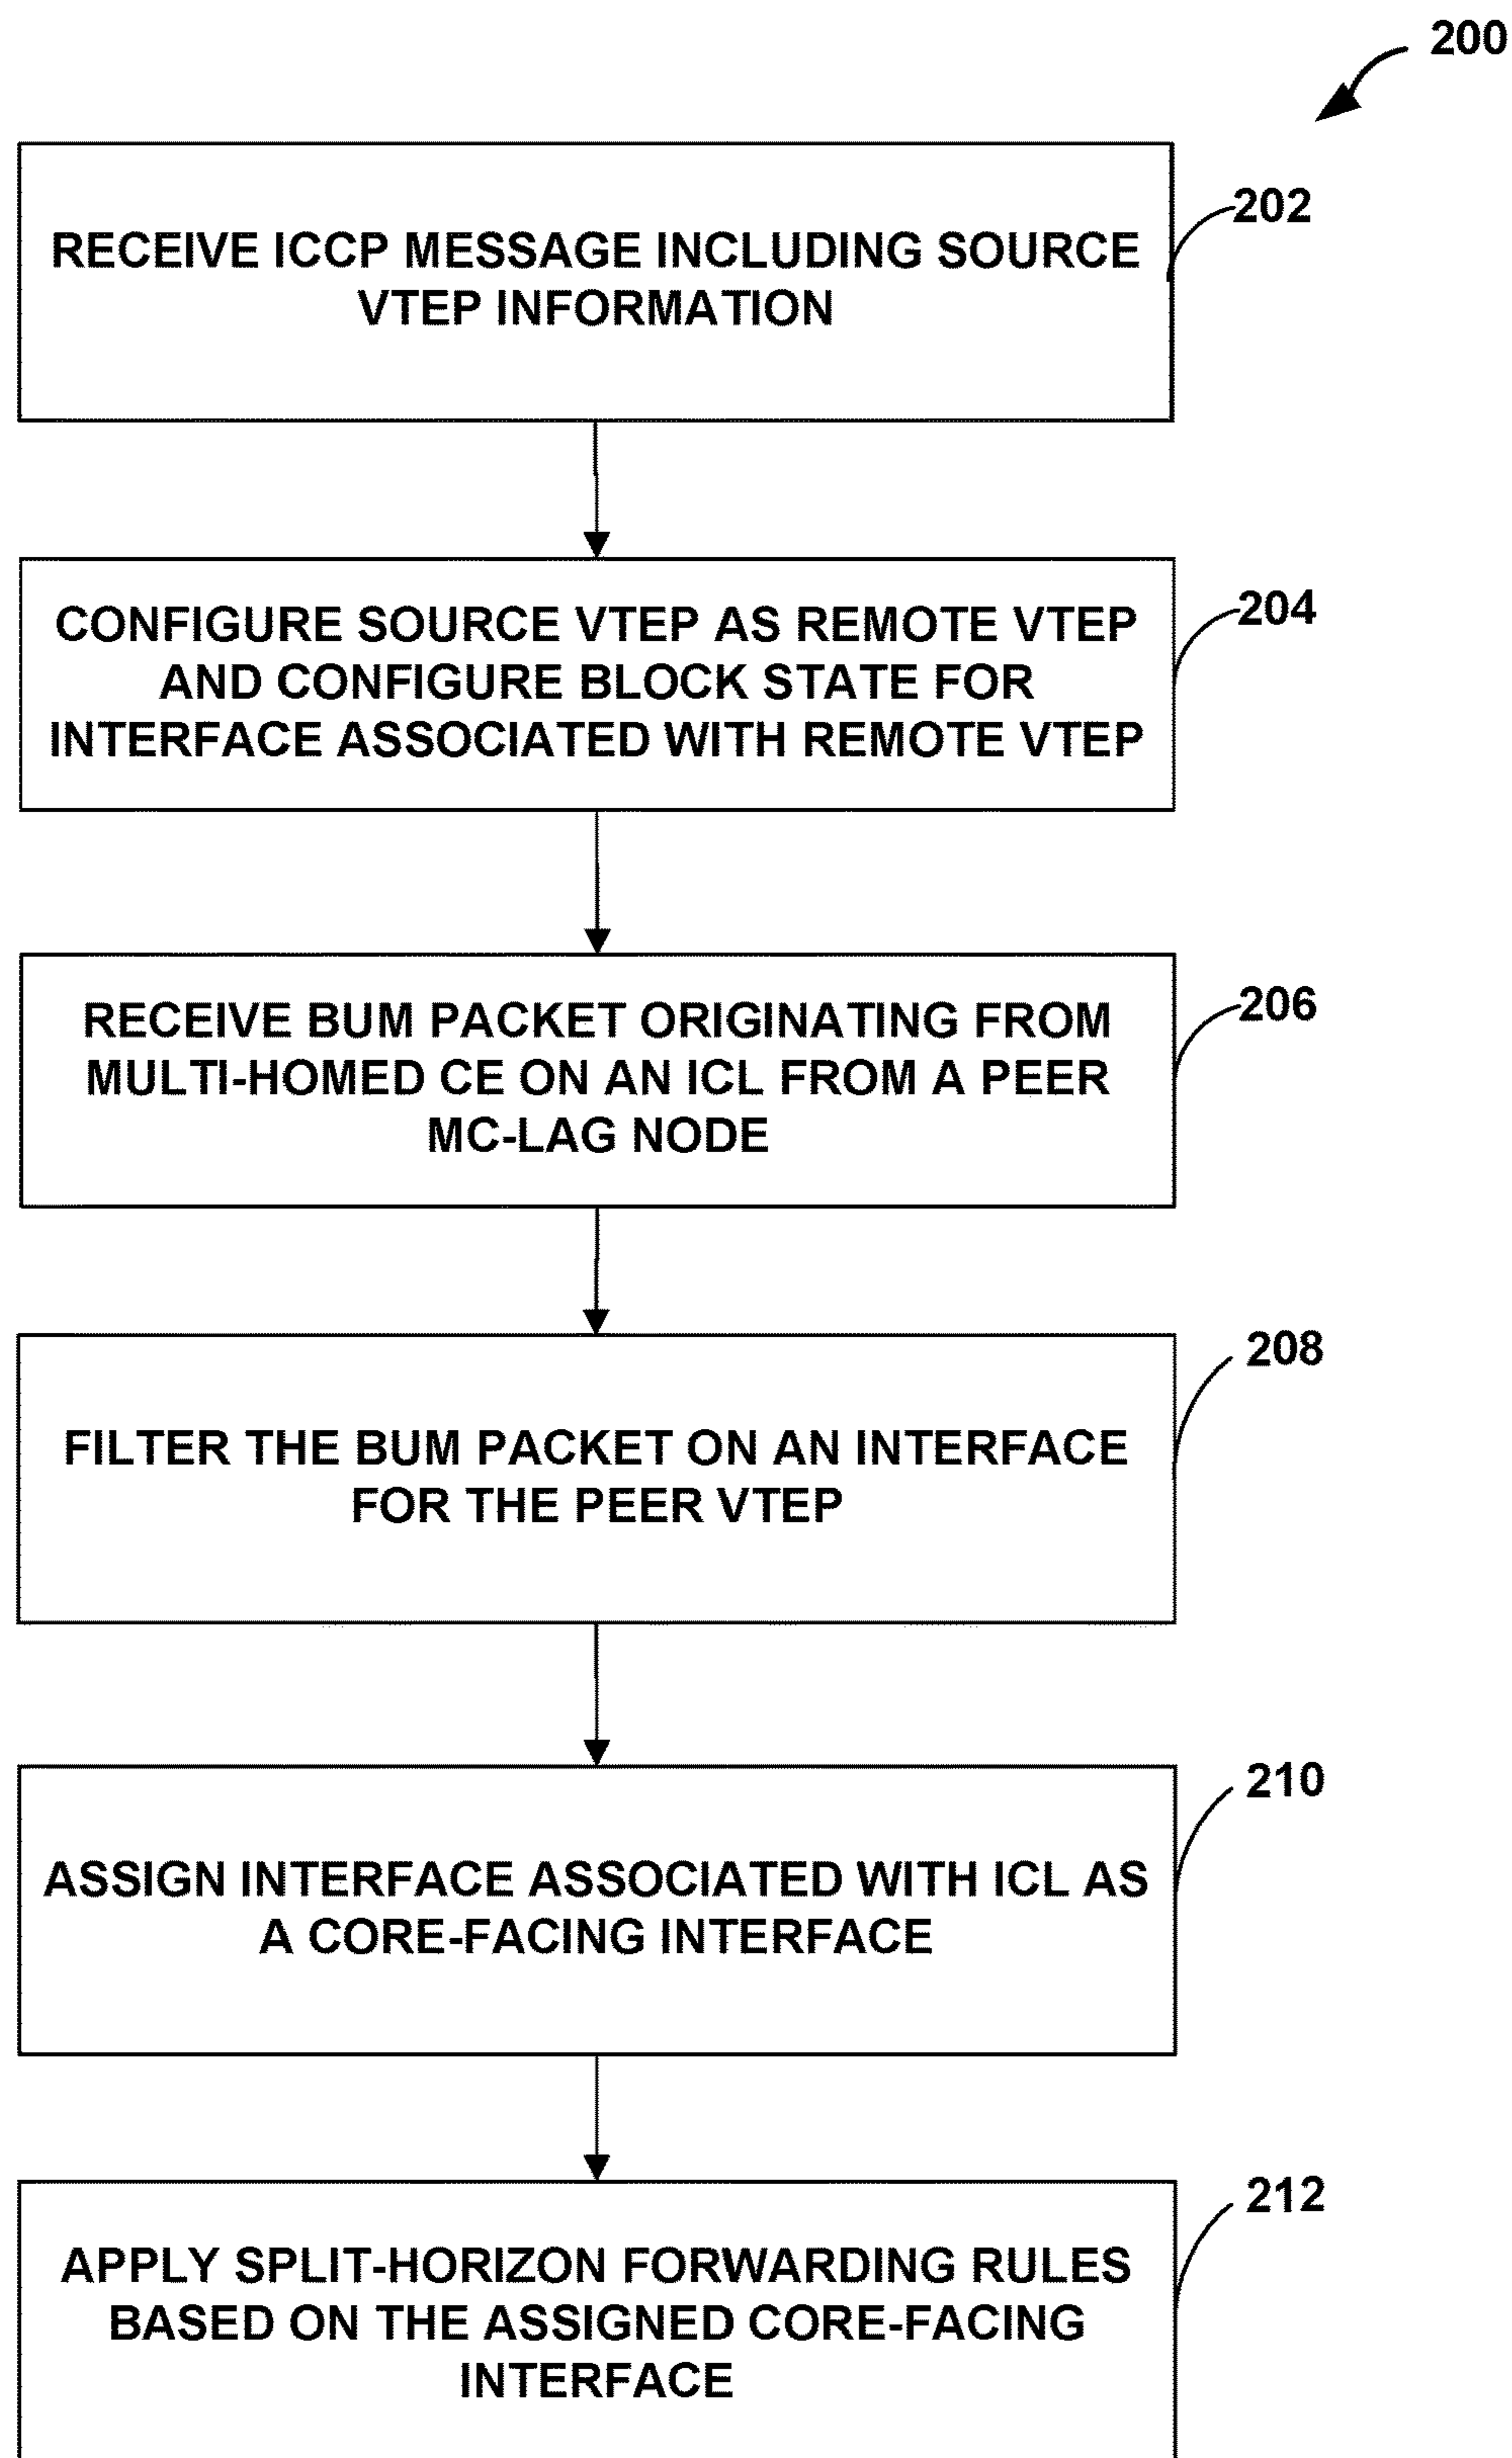 200
RECEIVE ICCP MESSAGE INCLUDING SOURCE
VTEP INFORMATION
202
CONFIGURE SOURCE VTEP AS REMOTE VTEP
AND CONFIGURE BLOCK STATE FOR
INTERFACE ASSOCIATED WITH REMOTE VTEP
204
RECEIVE BUM PACKET ORIGINATING FROM
MULTI-HOMED CE ON AN ICL FROM A PEER
MC-LAG NODE
206
FILTER THE BUM PACKET ON AN INTERFACE
FOR THE PEER VTEP
208
ASSIGN INTERFACE ASSOCIATED WITH ICL AS
A CORE-FACING INTERFACE
210
APPLY SPLIT-HORIZON FORWARDING RULES
BASED ON THE ASSIGNED CORE-FACING
INTERFACE
212